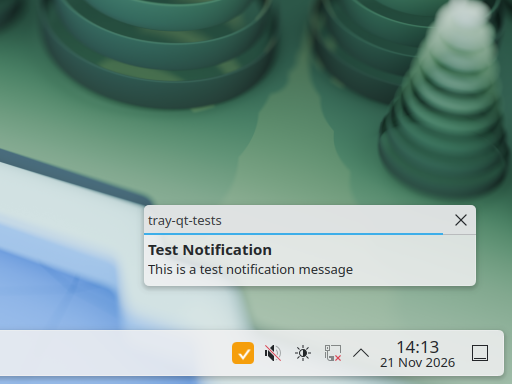 tray-qt-tests
Test Notification
This is a test notification message
14:13
21 Nov 2026